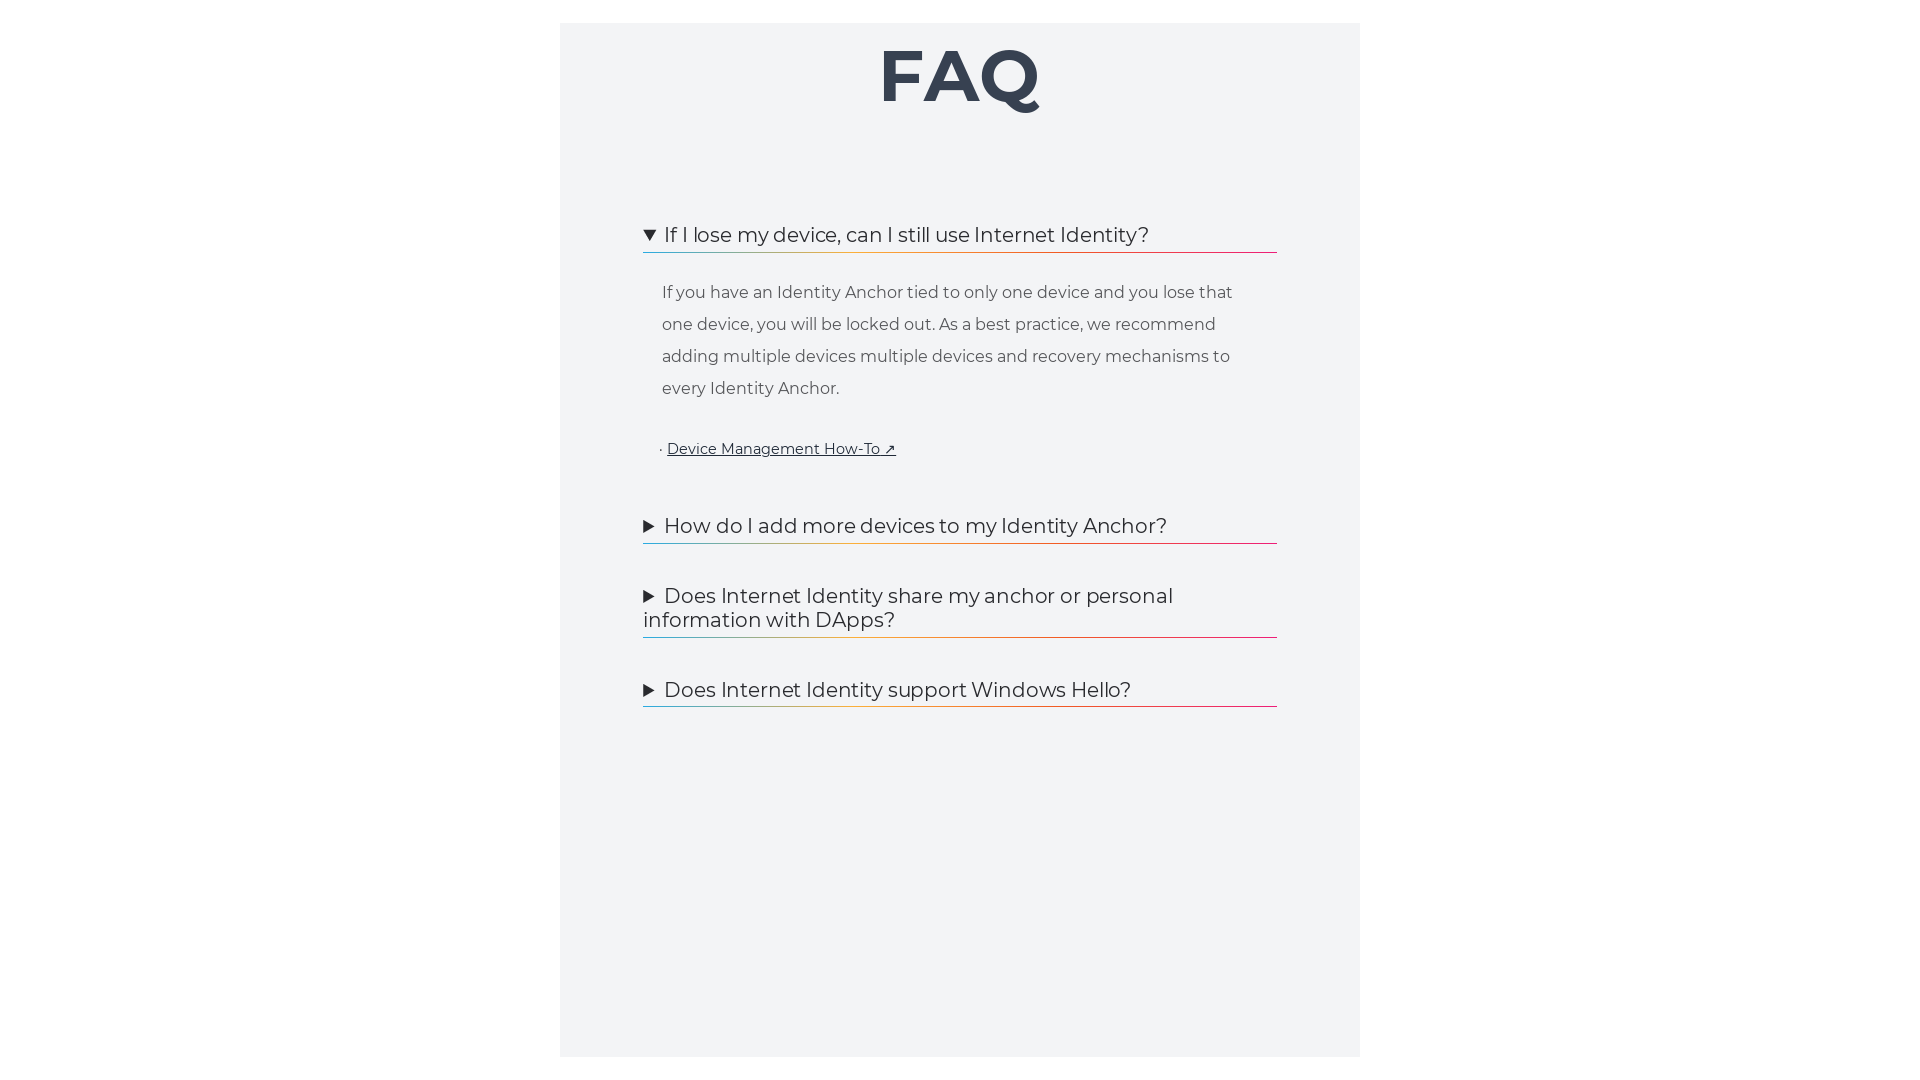 FAQ
▼ If I lose my device, can I still use Internet Identity?
If you have an Identity Anchor tied to only one device and you lose that
one device, you will be locked out. As a best practice, we recommend
adding multiple devices multiple devices and recovery mechanisms to
every Identity Anchor.
· Device Management How-To ↗
▶ How do I add more devices to my Identity Anchor?
▶ Does Internet Identity share my anchor or personal
information with DApps?
▶ Does Internet Identity support Windows Hello?